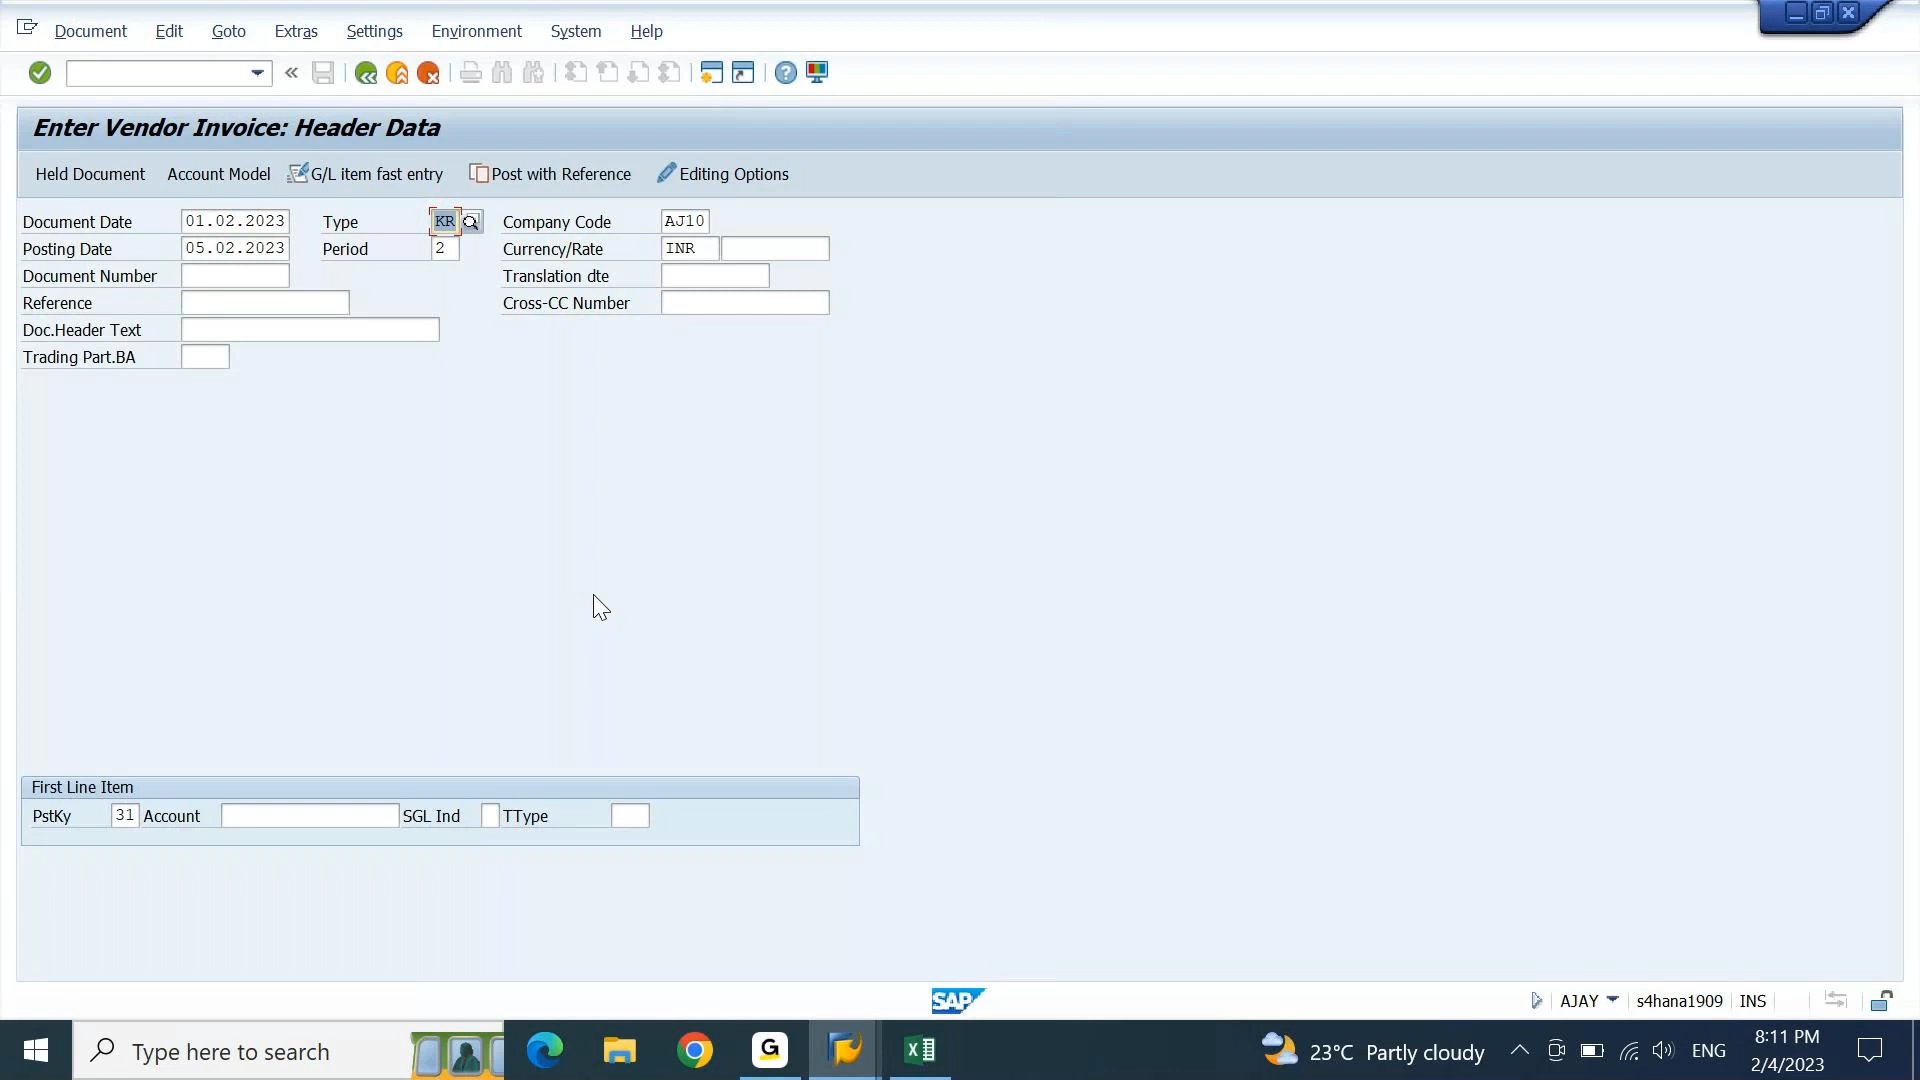 Document Edit Goto Extras Settings Environment System Help
Enter Vendor Invoice: Header Data
Held Document Account Model G/L item fast entry Post with Reference Editing Options
Document Date 01.02.2023 Type KR Company Code AJ10
Posting Date 05.02.2023 Period 2 Currency/Rate INR
Document Number Translation dte
Reference Cross-CC Number
Doc.Header Text
Trading Part.BA
First Line Item
PstKy 31 Account SGL Ind TType
SAP AJAY s4hana1909 INS
Type here to search G 23°C Partly cloudy ENG 8:11 PM
2/4/2023